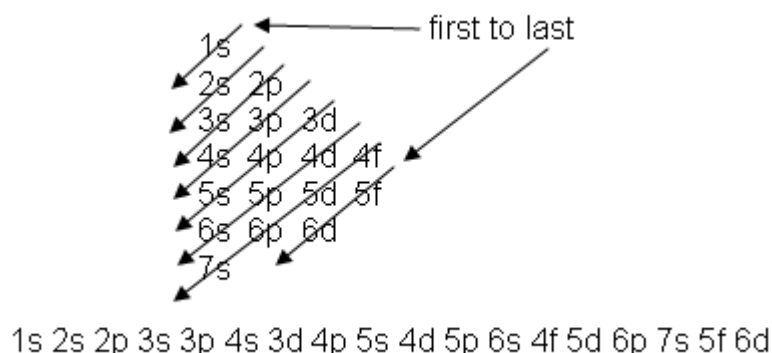 first to last
1s
2s 2p
3s 3p 3d
4s 4p 4d 4f
5s 5p 5d 5f
6s 6p 6d
7s
1s 2s 2p 3s 3p 4s 3d 4p 5s 4d 5p 6s 4f 5d 6p 7s 5f 6d